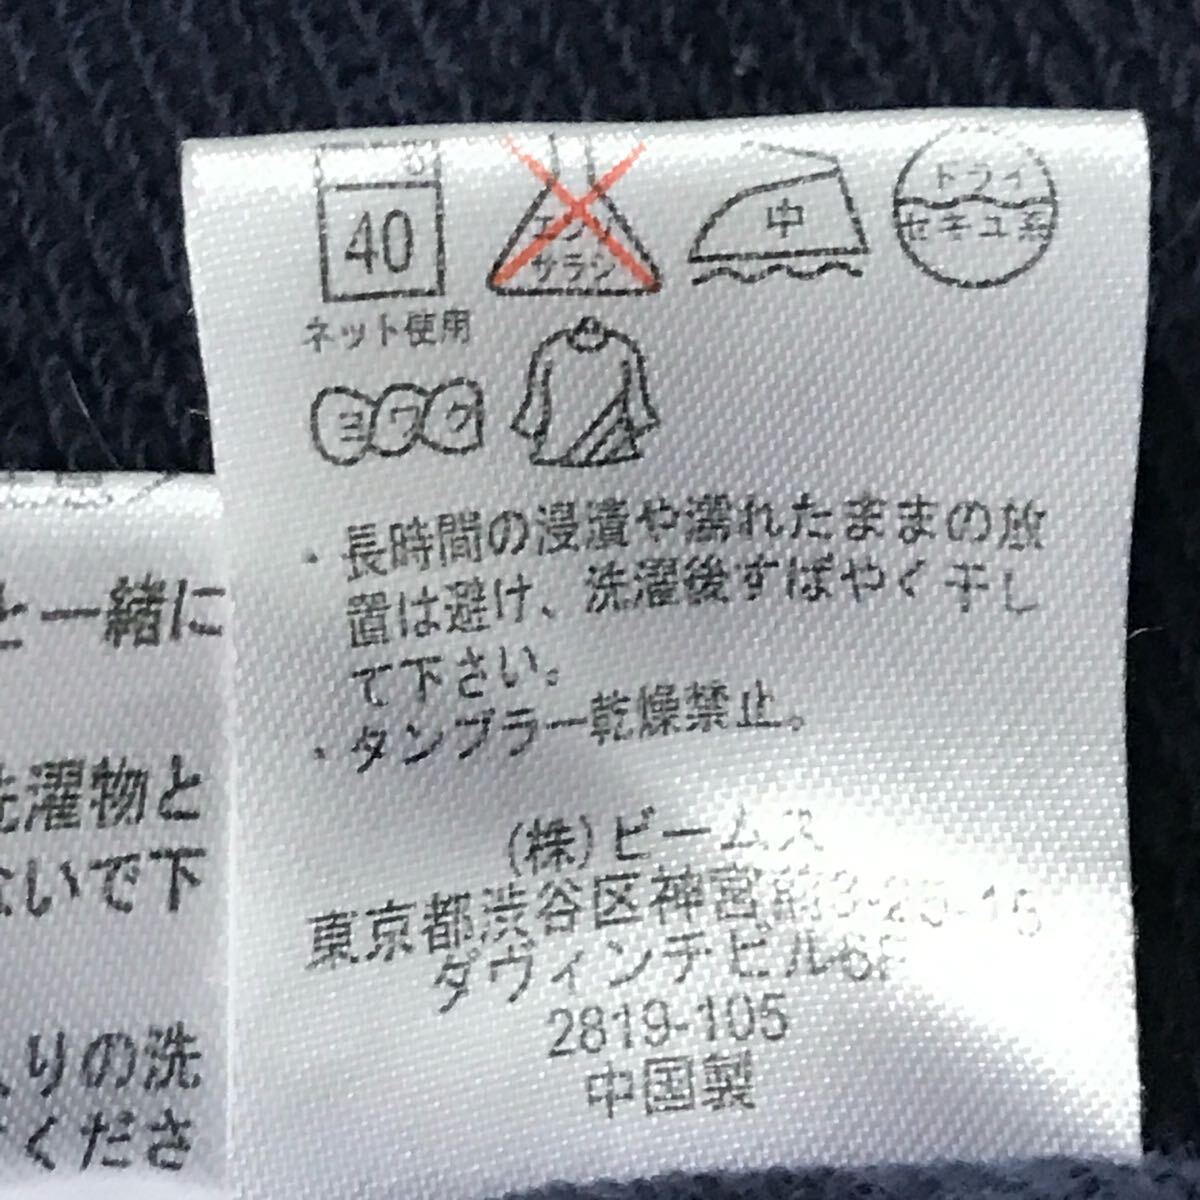 40
サラシ
中
ドライ
セキユ系
ネット使用
ヨワク
・長時間の浸漬や濡れたままの放
置は避け、洗濯後すばやく干し
て下さい。
・タンブラー乾燥禁止。
(株)ビームス
東京都渋谷区神宮前3-25-15
ダヴィンチビル6F
2819-105
中国製
と一緒に
洗濯物と
ないで下
りの洗
くださ